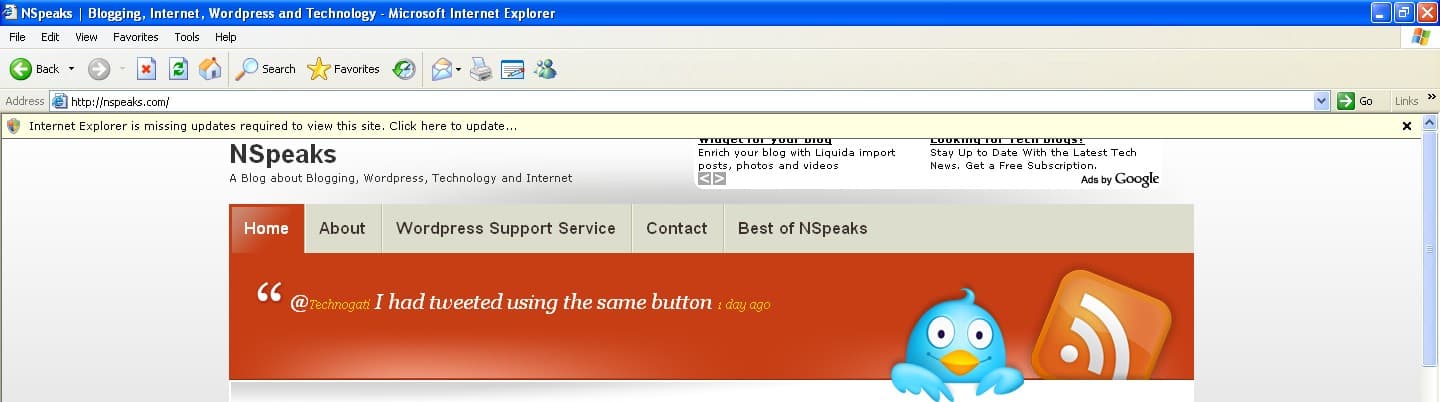 NSpeaks | Blogging, Internet, Wordpress and Technology - Microsoft Internet Explorer
File Edit View Favorites Tools Help
Back Search Favorites
Address http://nspeaks.com/ Go Links »
Internet Explorer is missing updates required to view this site. Click here to update...
NSpeaks
A Blog about Blogging, Wordpress, Technology and Internet
Widget for your blog
Enrich your blog with Liquida import
posts, photos and videos
Looking for Tech blogs?
Stay Up to Date With the Latest Tech
News. Get a Free Subscription.
Ads by Google
Home About Wordpress Support Service Contact Best of NSpeaks
“ @Technogati I had tweeted using the same button 1 day ago